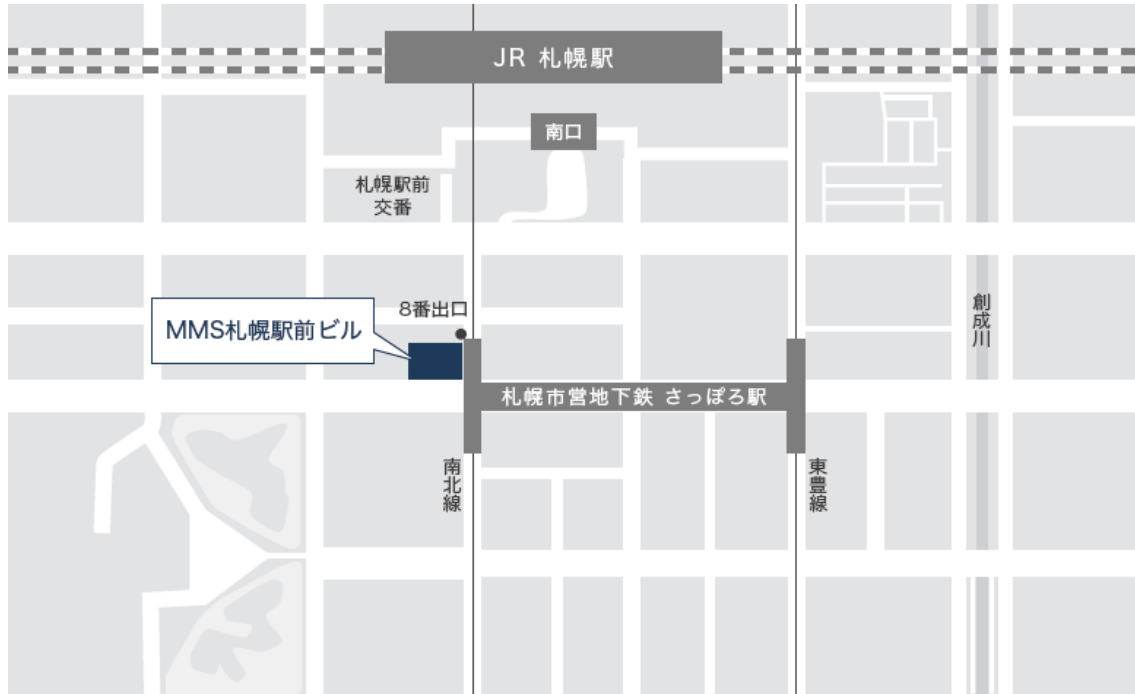 JR 札幌駅
南口
札幌駅前
交番
8番出口
MMS札幌駅前ビル
創成川
札幌市営地下鉄 さっぽろ駅
南北線
東豊線